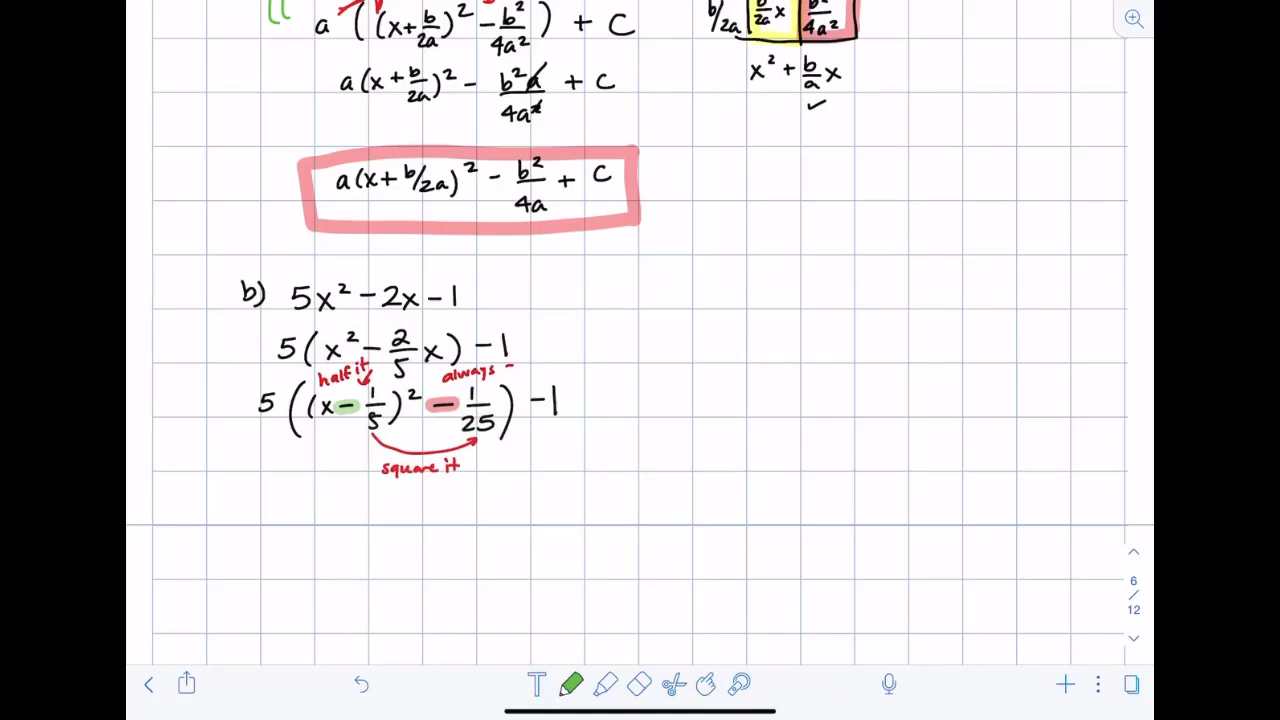 a ((x + b/2a)² − b²/4a²) + C
b/2a b/2a x b²/4a²
a(x + b/2a)² − b²a/4a² + C
x² + b/a x ✓
a(x + b/2a)² − b²/4a + C
b) 5x² − 2x − 1
5(x² − 2/5 x) − 1
half it always −
5((x − 1/5)² − 1/25) − 1
square it
6
/
12
T